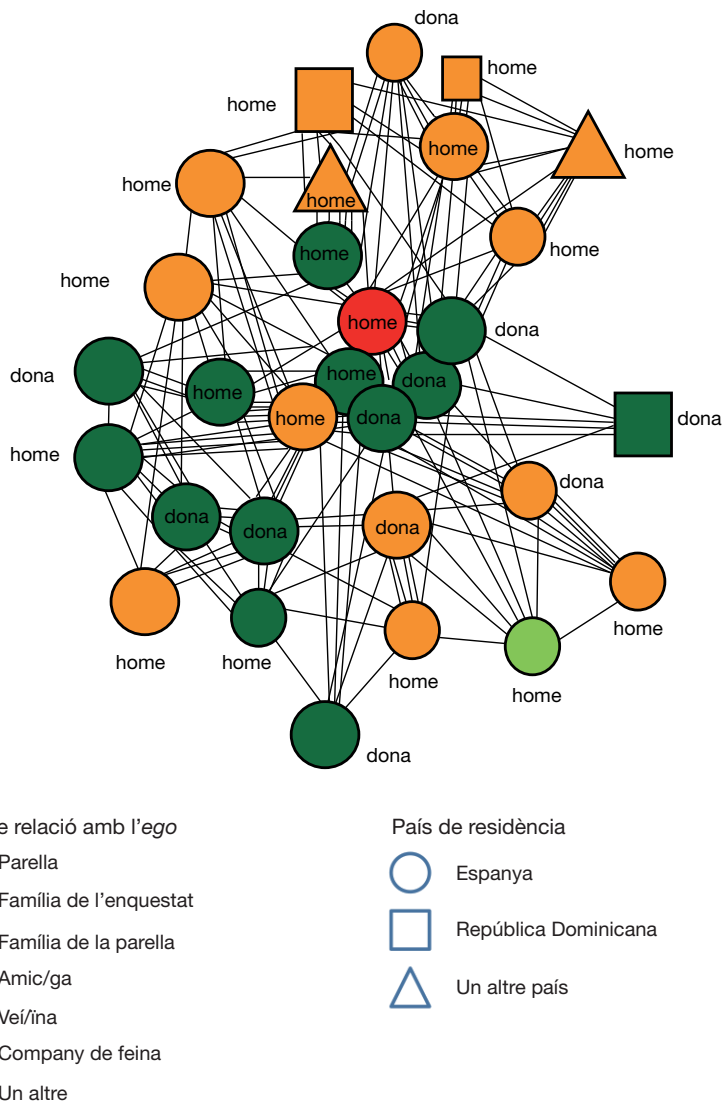 dona
home
home
home
home
home
home
home
home
home
home
dona
home
dona
dona
home
home
dona
home
dona
home
dona
dona
dona
dona
home
home
home
home
home
dona
e relació amb l'ego
Parella
Família de l'enquestat
Família de la parella
Amic/ga
Veí/ïna
Company de feina
Un altre
País de residència
Espanya
República Dominicana
Un altre país